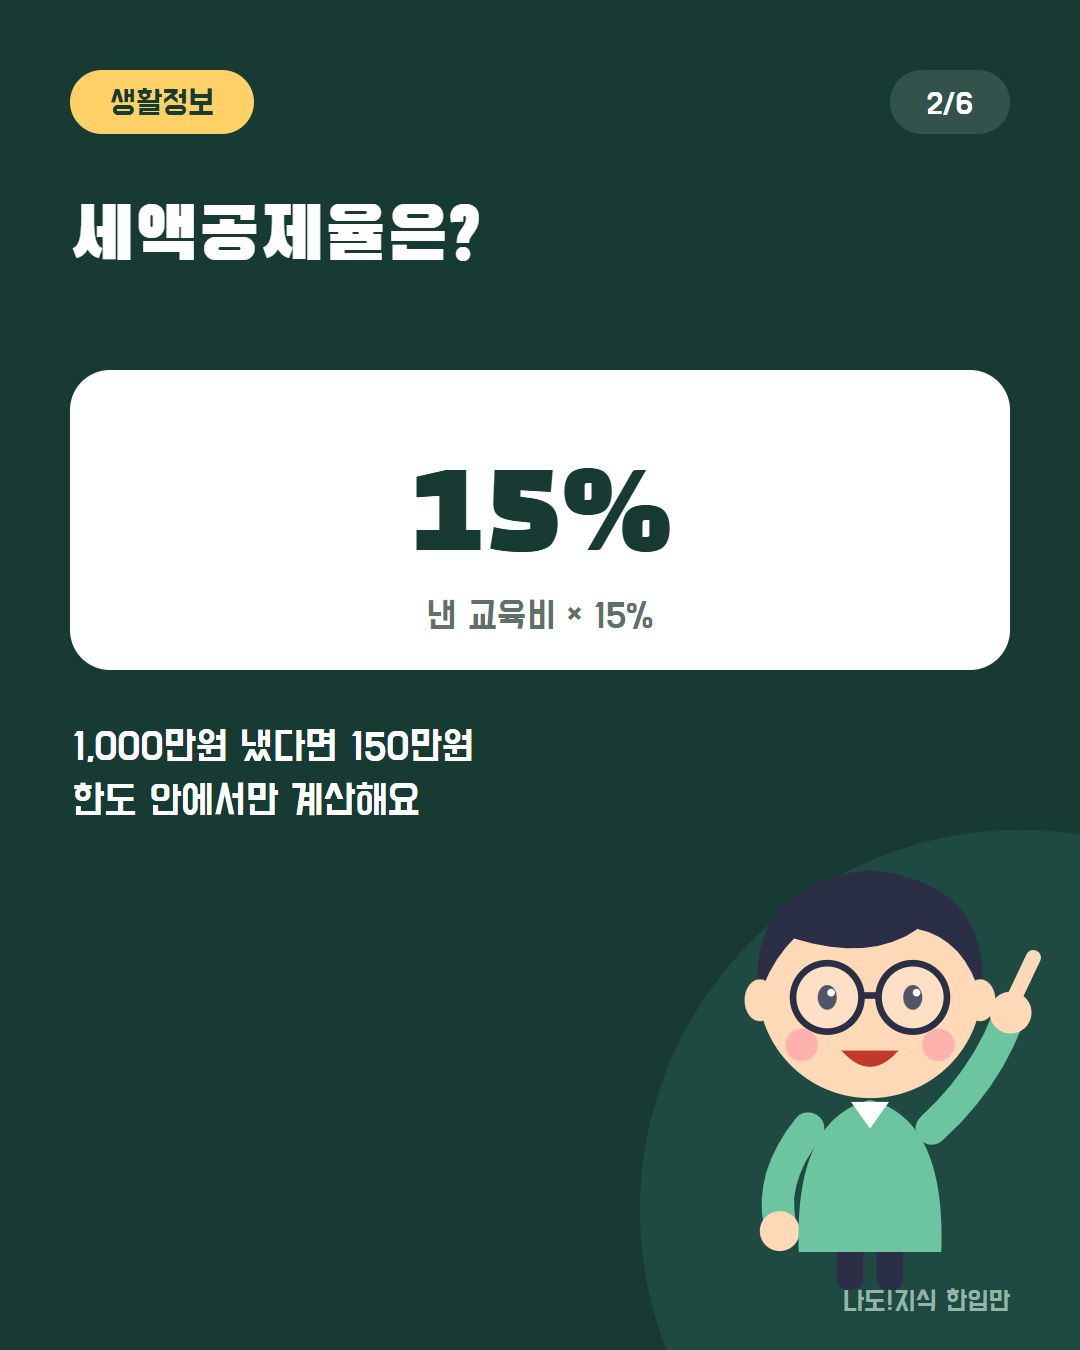 생활정보
2/6
세액공제율은?
15%
낸 교육비 × 15%
1,000만원 냈다면 150만원
한도 안에서만 계산해요
나도!지식 한입만